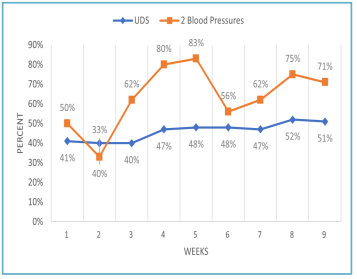 UDS 2 Blood Pressures
90%
83%
80% 80%
75%
71%
70%
62% 62%
60%
56%
50% 50%
52% 51%
47% 48% 48% 47%
41% 40% 40%
40%
33%
30%
20%
10%
0%
1 2 3 4 5 6 7 8 9
PERCENT
WEEKS